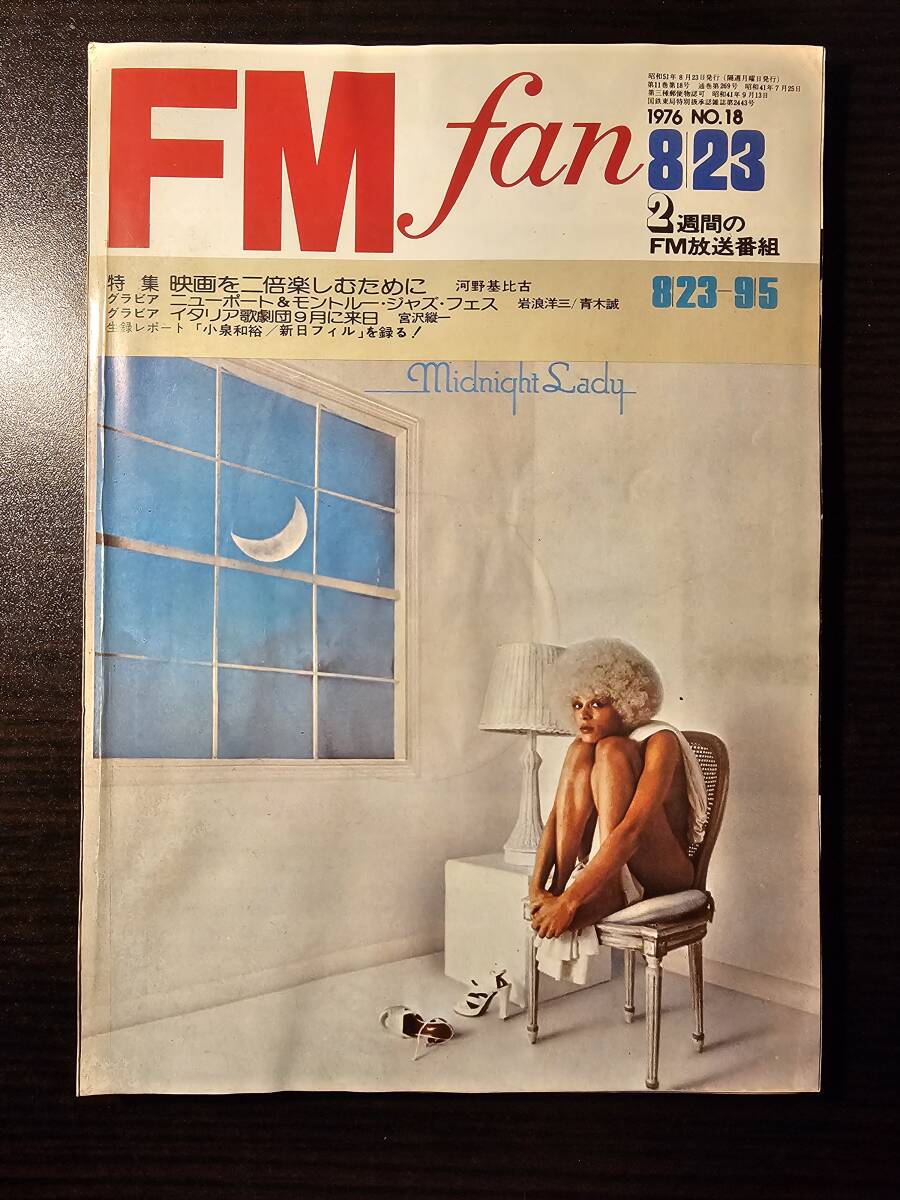 FM fan
昭和51年8月23日発行(隔週月曜日発行)
第11巻第18号 通巻第269号 昭和41年7月25日
第三種郵便物認可 昭和41年9月13日
国鉄東局特別扱承認雑誌第2443号
1976 NO.18
8/23
2週間の
FM放送番組
8/23-9/5
特集 映画を二倍楽しむために 河野基比古
グラビア ニューポート&モントルー・ジャズ・フェス 岩浪洋三/青木誠
グラビア イタリア歌劇団9月に来日 宮沢縦一
生録レポート 「小泉和裕/新日フィル」を録る!
Midnight Lady